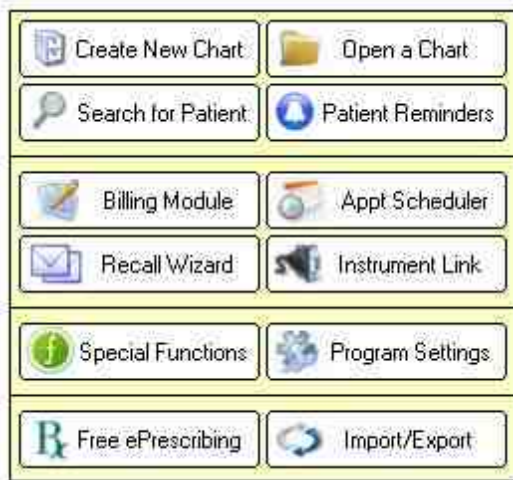 Create New Chart Open a Chart
Search for Patient Patient Reminders
Billing Module Appt Scheduler
Recall Wizard Instrument Link
Special Functions Program Settings
Free ePrescribing Import/Export